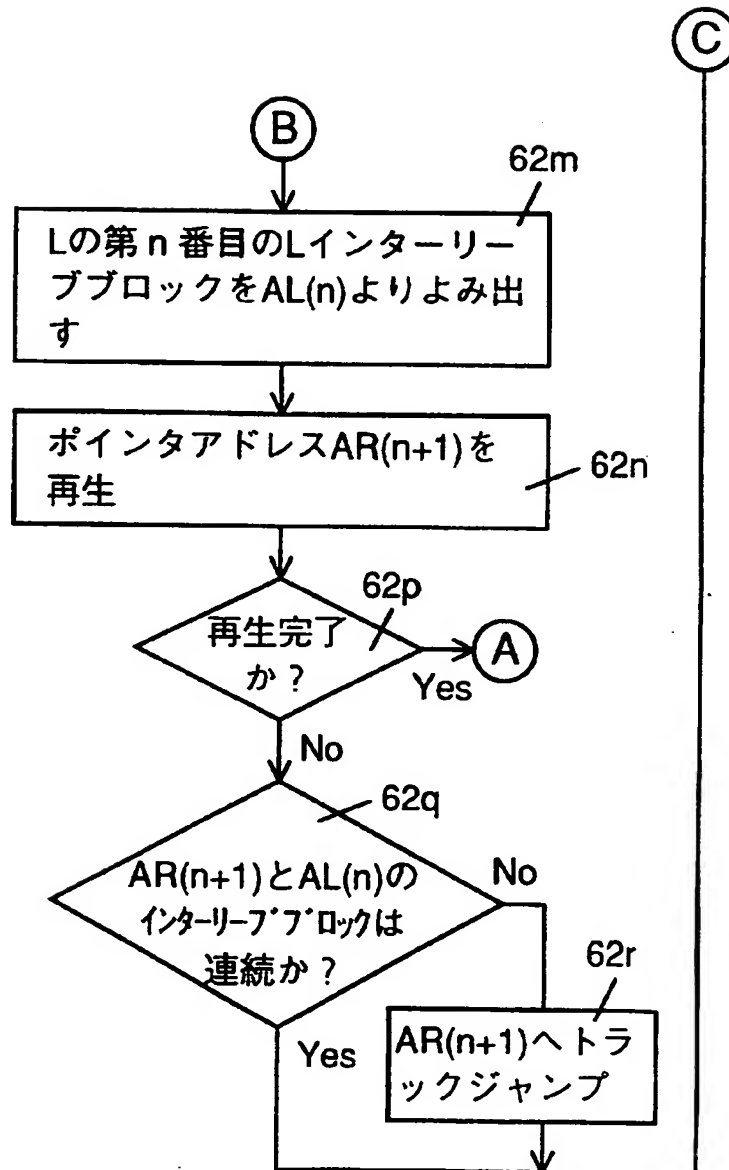 C
B
62m
Lの第n番目のLインターリー
ブブロックをAL(n)よりよみ出
す
ポインタアドレスAR(n+1)を
再生
62n
62p
再生完了
か?
A
Yes
No
62q
AR(n+1)とAL(n)の
インターリーブブロックは
連続か?
No
62r
Yes
AR(n+1)へトラ
ックジャンプ